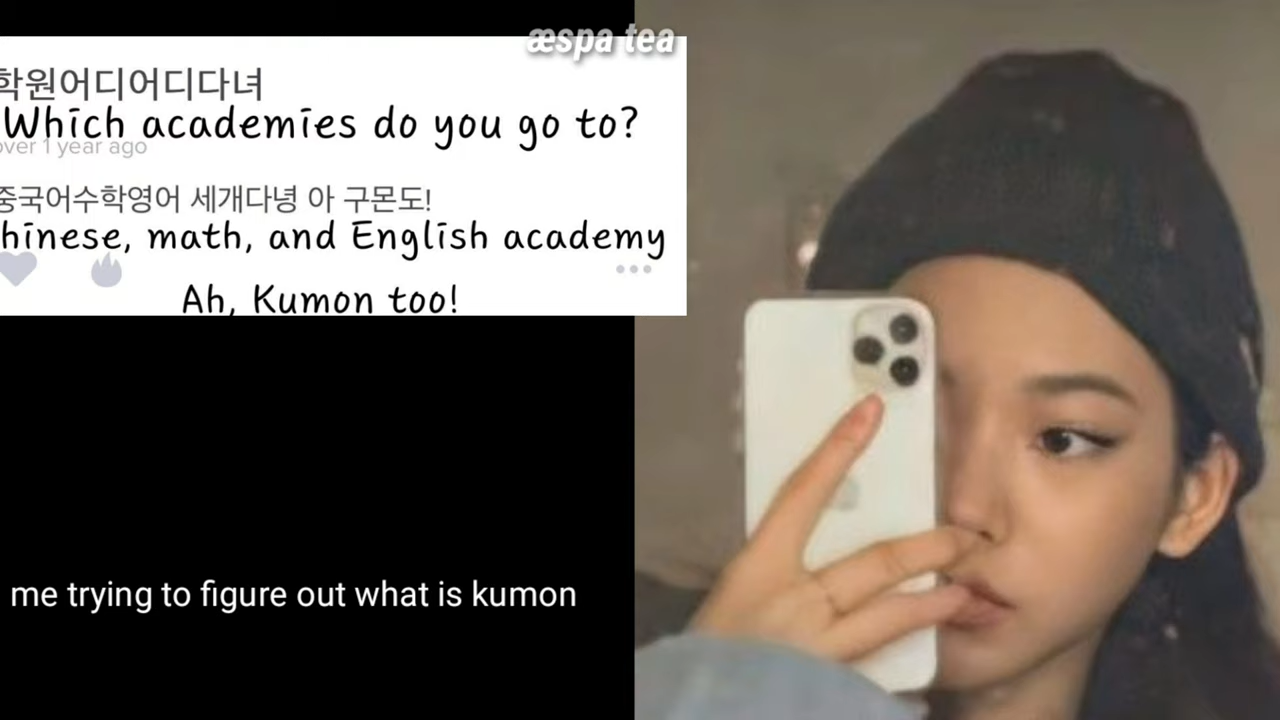 æspa tea
학원어디어디다녀
Which academies do you go to?
over 1 year ago
중국어수학영어 세개다녕 아 구몬도!
hinese, math, and English academy
Ah, Kumon too!
me trying to figure out what is kumon